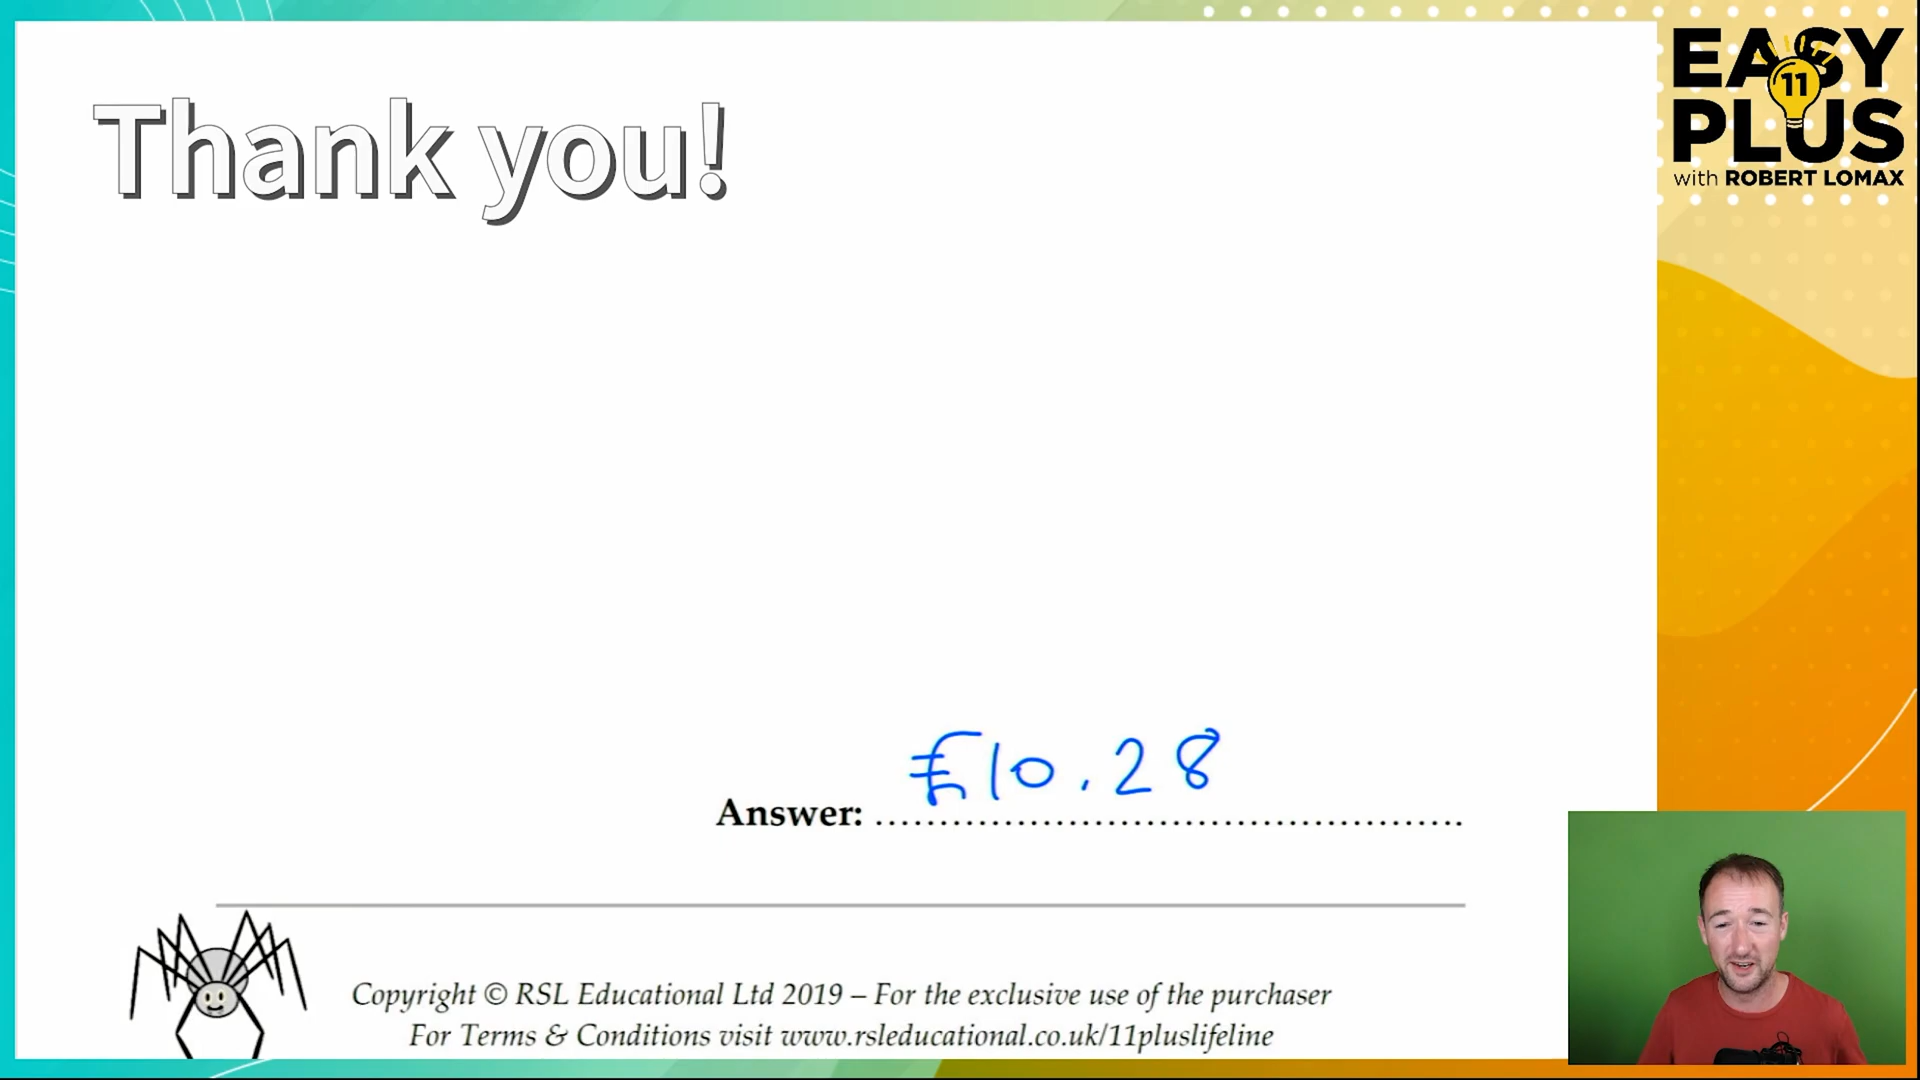 Thank you!
EASY
11
PLUS
with ROBERT LOMAX
£10.28
Answer: ..............................................
Copyright © RSL Educational Ltd 2019 – For the exclusive use of the purchaser
For Terms & Conditions visit www.rsleducational.co.uk/11pluslifeline